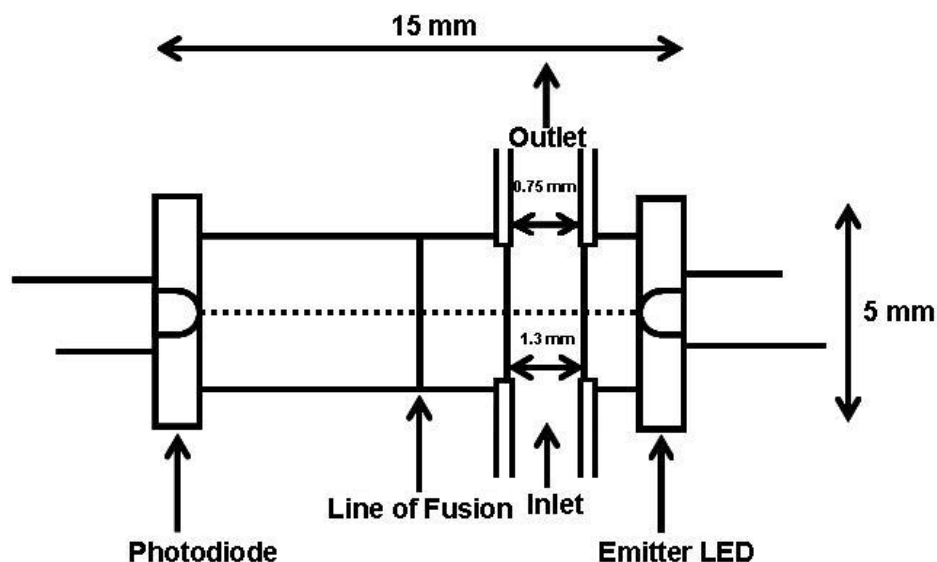 15 mm
Outlet
0.75 mm
5 mm
1.3 mm
Line of Fusion
Inlet
Photodiode
Emitter LED